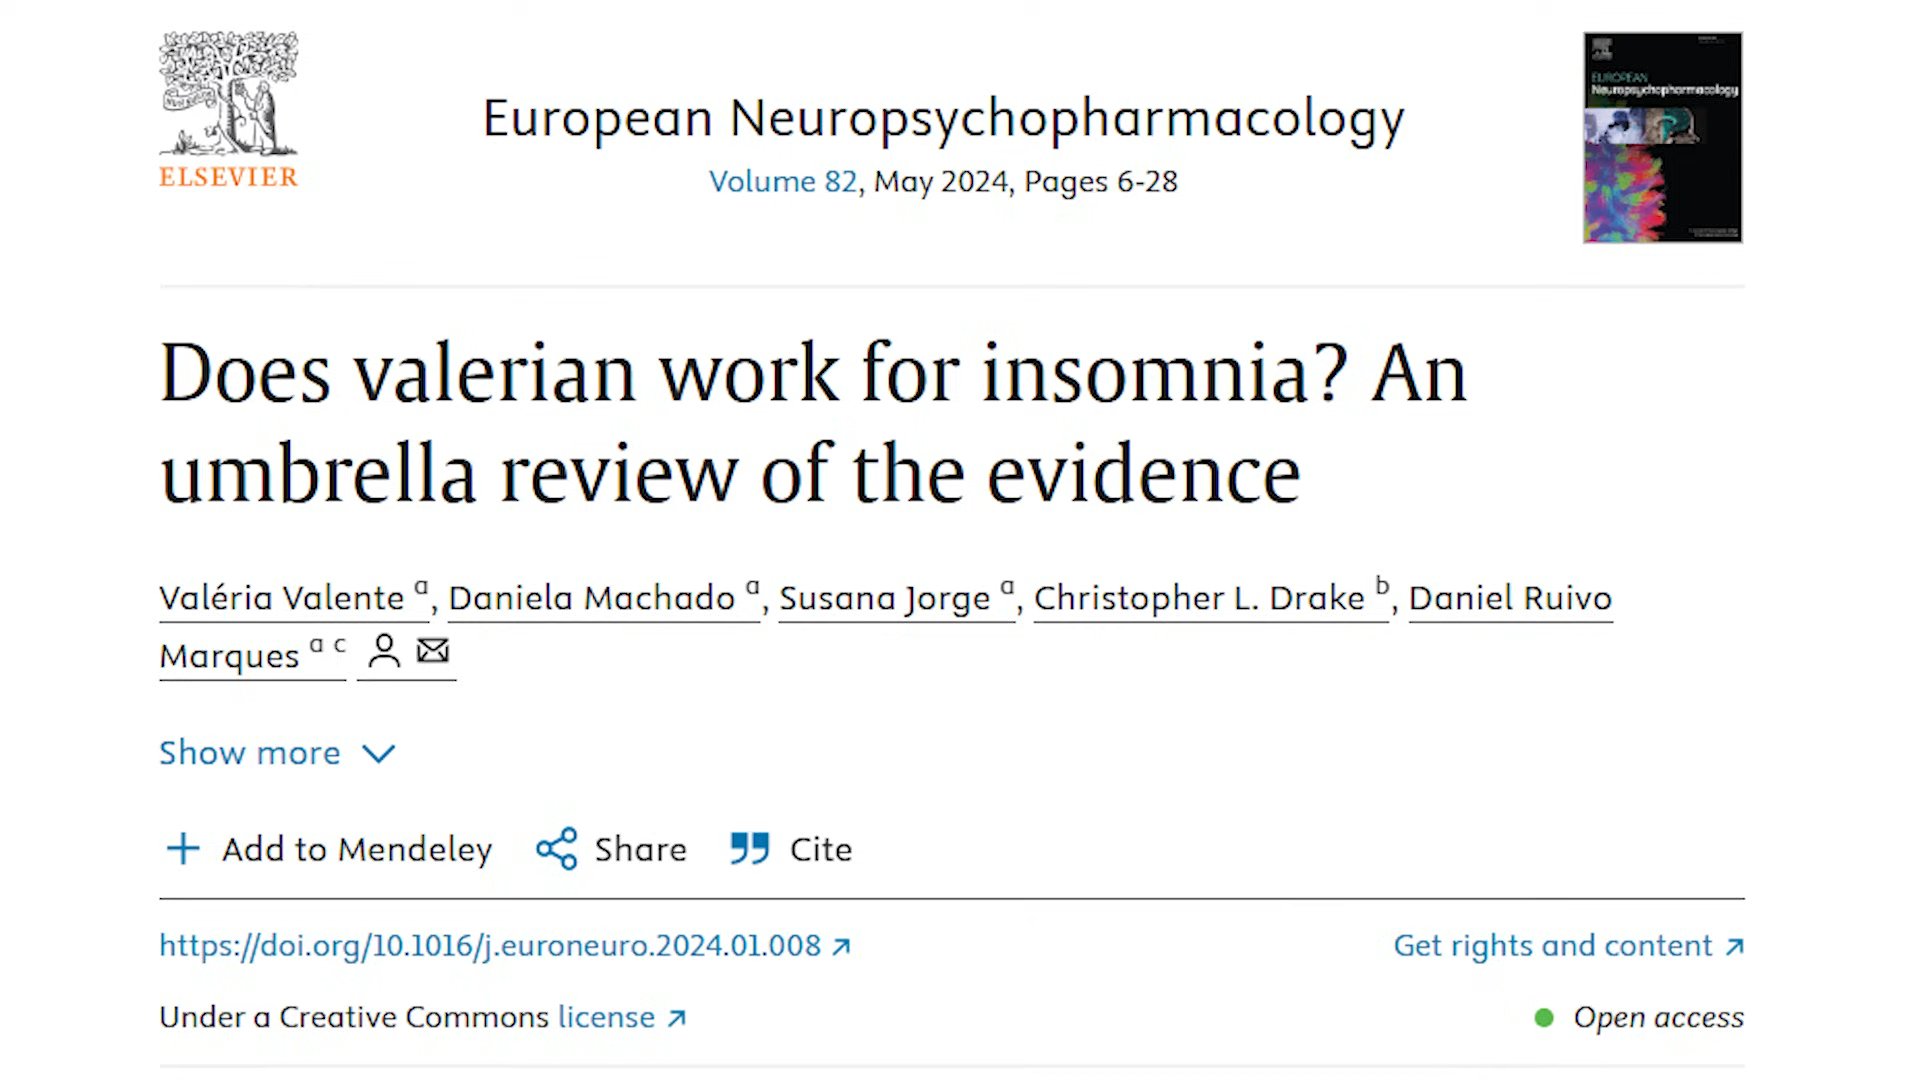 ELSEVIER
European Neuropsychopharmacology
Volume 82, May 2024, Pages 6-28
EUROPEAN
Neuropsychopharmacology
Does valerian work for insomnia? An
umbrella review of the evidence
Valéria Valente a, Daniela Machado a, Susana Jorge a, Christopher L. Drake b, Daniel Ruivo
Marques a c
Show more
Add to Mendeley Share Cite
https://doi.org/10.1016/j.euroneuro.2024.01.008
Get rights and content
Under a Creative Commons license
Open access